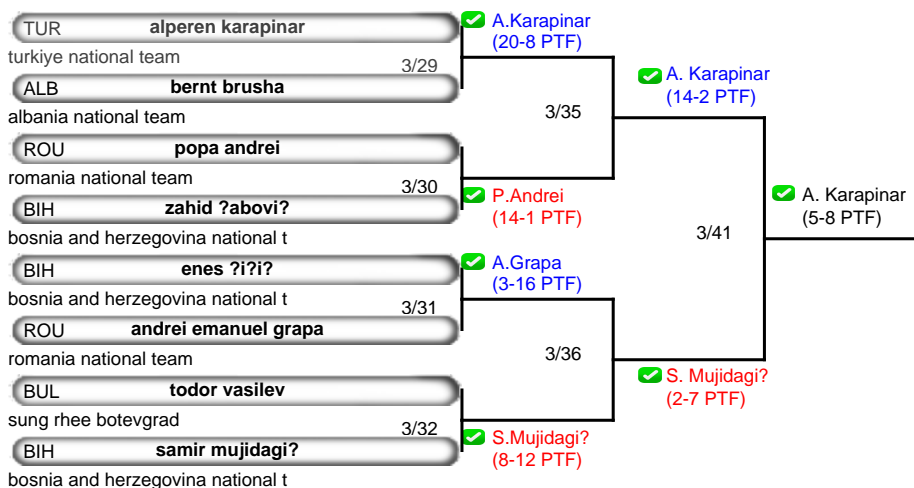 TUR alperen karapinar
turkiye national team
3/29
ALB bernt brusha
albania national team
ROU popa andrei
romania national team
3/30
BIH zahid ?abovi?
bosnia and herzegovina national t
BIH enes ?i?i?
bosnia and herzegovina national t
3/31
ROU andrei emanuel grapa
romania national team
BUL todor vasilev
sung rhee botevgrad
3/32
BIH samir mujidagi?
bosnia and herzegovina national t
A.Karapinar
(20-8 PTF)
3/35
P.Andrei
(14-1 PTF)
A.Grapa
(3-16 PTF)
3/36
S.Mujidagi?
(8-12 PTF)
A. Karapinar
(14-2 PTF)
3/41
S. Mujidagi?
(2-7 PTF)
A. Karapinar
(5-8 PTF)